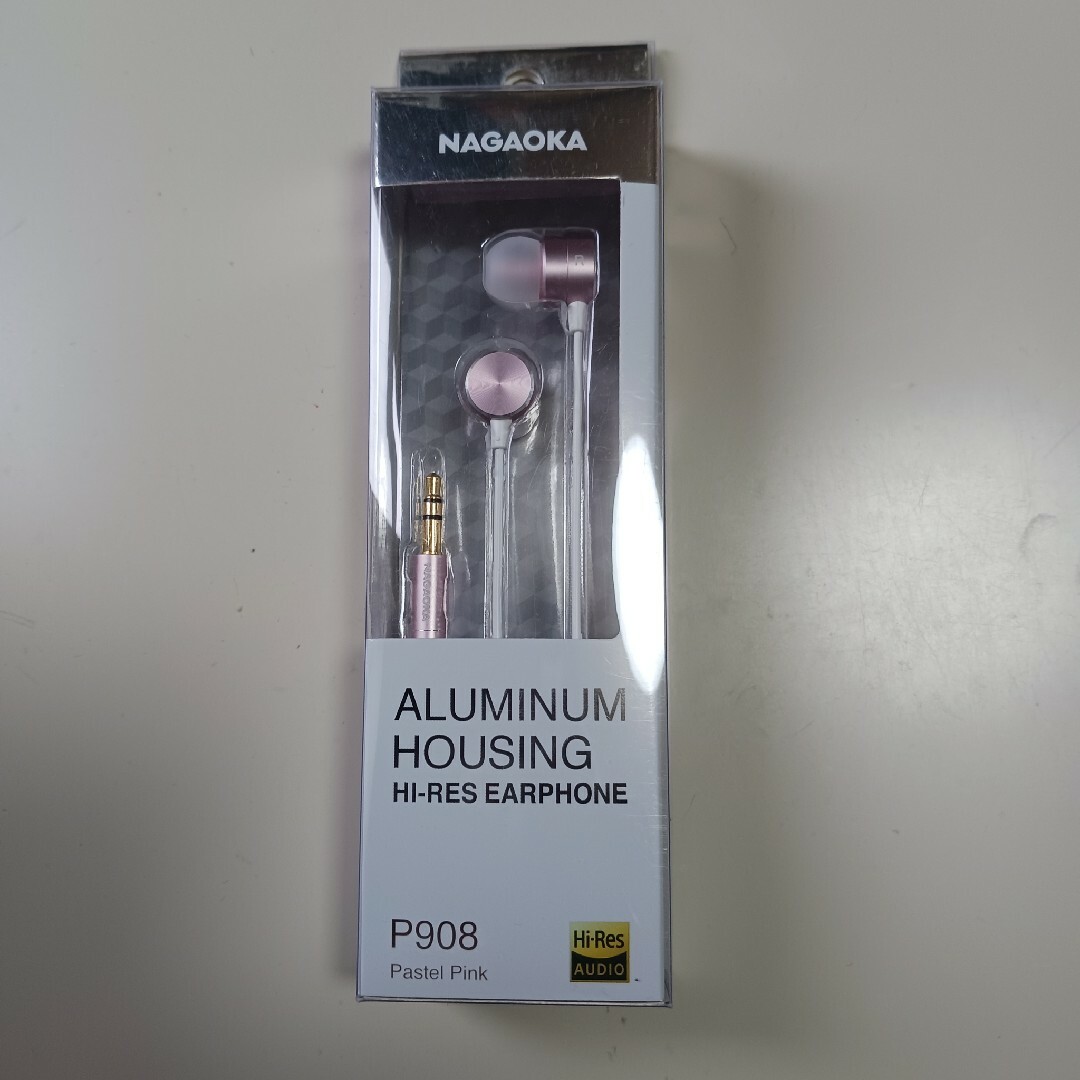 NAGAOKA
R
NAGAOKA
ALUMINUM
HOUSING
HI-RES EARPHONE
P908
Pastel Pink
Hi-Res
AUDIO